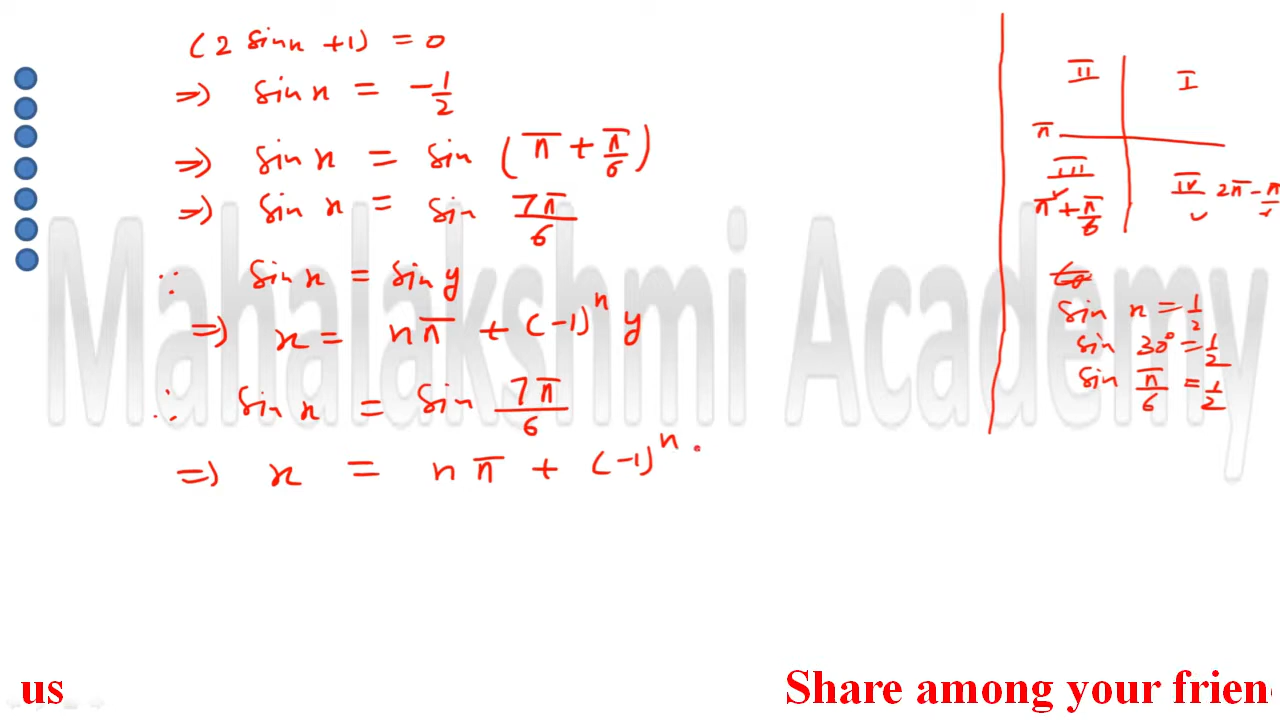 (2 sin x + 1) = 0
⇒ sin x = -1/2
⇒ sin x = sin (π + π/6)
⇒ sin x = sin 7π/6
∵ sin x = sin y
⇒ x = nπ + (-1)^n y
∴ sin x = sin 7π/6
⇒ x = nπ + (-1)^n .
II I
π
III IV 2π - π
π + π/6
sin x = 1/2
sin 30° = 1/2
sin π/6 = 1/2
Mahalakshmi Academy
us Share among your frien